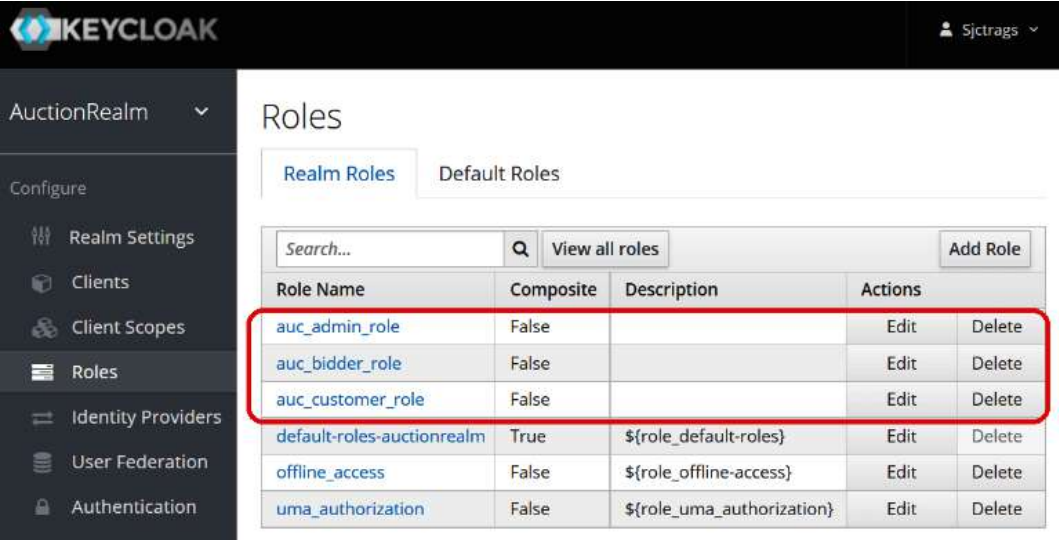 KEYCLOAK
Sjctrags
AuctionRealm
Configure
Realm Settings
Clients
Client Scopes
Roles
Identity Providers
User Federation
Authentication
Roles
Realm Roles Default Roles
Search... View all roles Add Role
Role Name Composite Description Actions
auc_admin_role False Edit Delete
auc_bidder_role False Edit Delete
auc_customer_role False Edit Delete
default-roles-auctionrealm True ${role_default-roles} Edit Delete
offline_access False ${role_offline-access} Edit Delete
uma_authorization False ${role_uma_authorization} Edit Delete